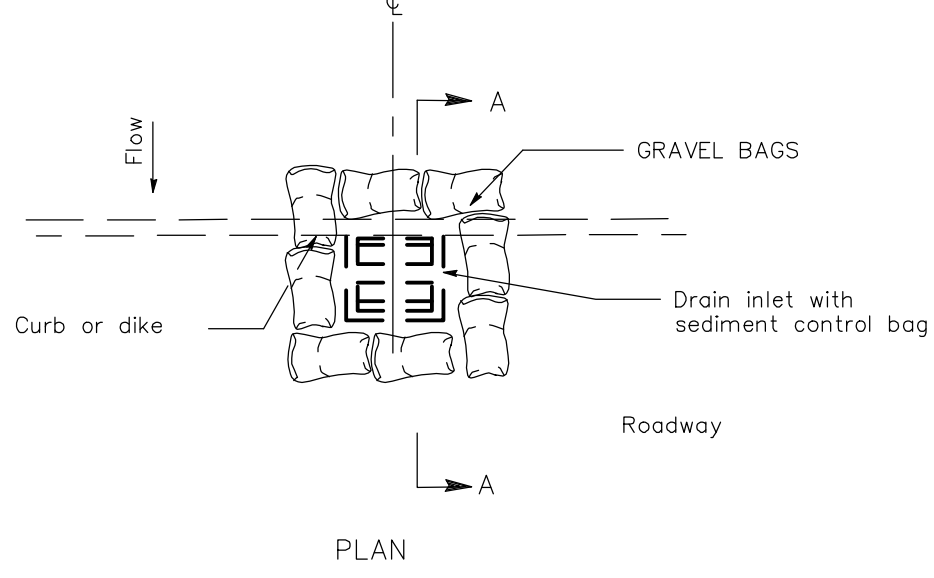 ℄
A
Flow
GRAVEL BAGS
Drain inlet with
sediment control bag
Curb or dike
Roadway
A
PLAN